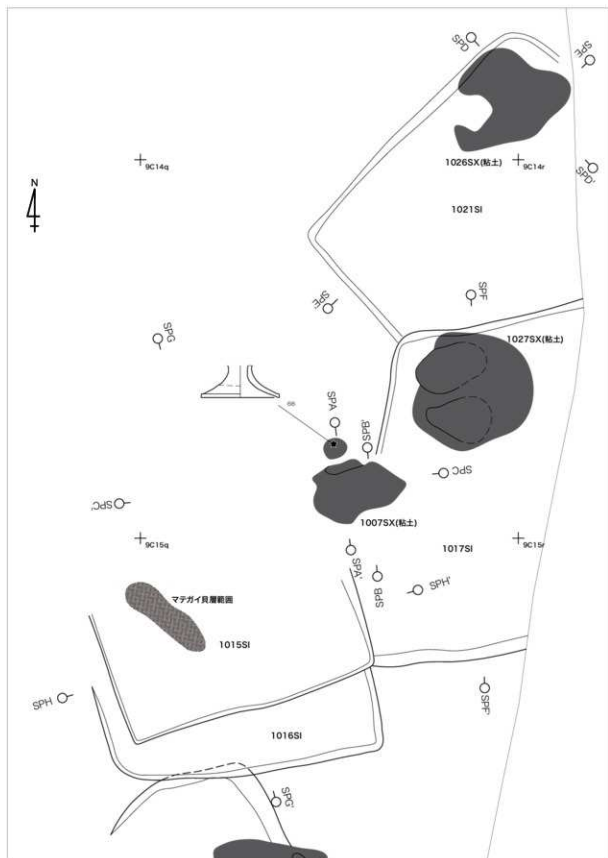 SPD
SPE
1026SX(粘土)
9C14q
9C14r
SPD'
N
1021SI
SPE
SPF
SPG
1027SX(粘土)
68
SPA
SPB'
SPC
SPC'
1007SX(粘土)
9C15q
1017SI
9C15r
SPA'
SPB
SPH'
マテガイ貝層範囲
1015SI
SPH
SPF'
1016SI
SPG'